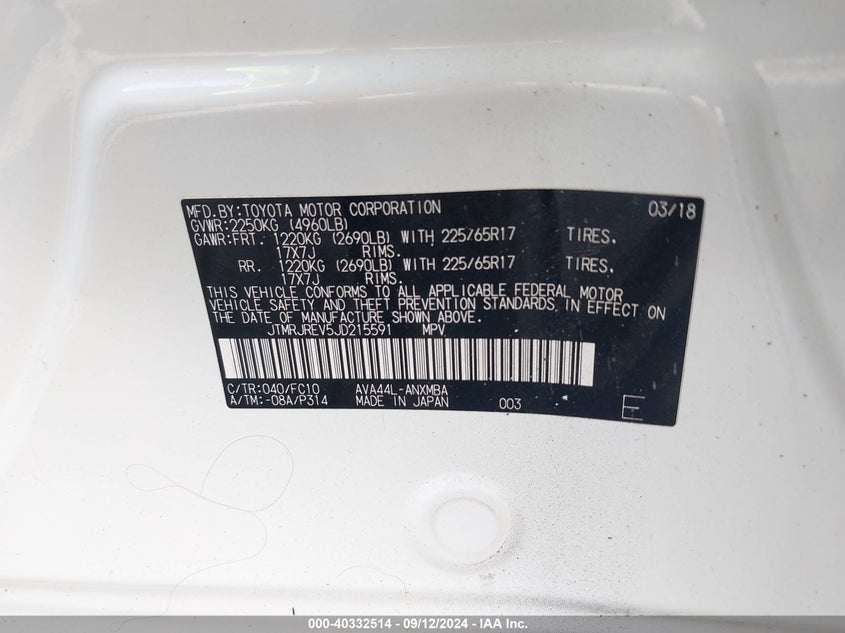 MFD.BY:TOYOTA MOTOR CORPORATION 03/18
GVWR:2250KG (4960LB)
GAWR:FRT. 1220KG (2690LB) WITH 225/65R17 TIRES,
17X7J RIMS.
RR. 1220KG (2690LB) WITH 225/65R17 TIRES,
17X7J RIMS.
THIS VEHICLE CONFORMS TO ALL APPLICABLE FEDERAL MOTOR
VEHICLE SAFETY AND THEFT PREVENTION STANDARDS IN EFFECT ON
THE DATE OF MANUFACTURE SHOWN ABOVE.
JTMRJREV5JD215591 MPV
C/TR:040/FC10 AVA44L-ANXMBA
A/TM:-08A/P314 MADE IN JAPAN 003 E
000-40332514 - 09/12/2024 - IAA Inc.